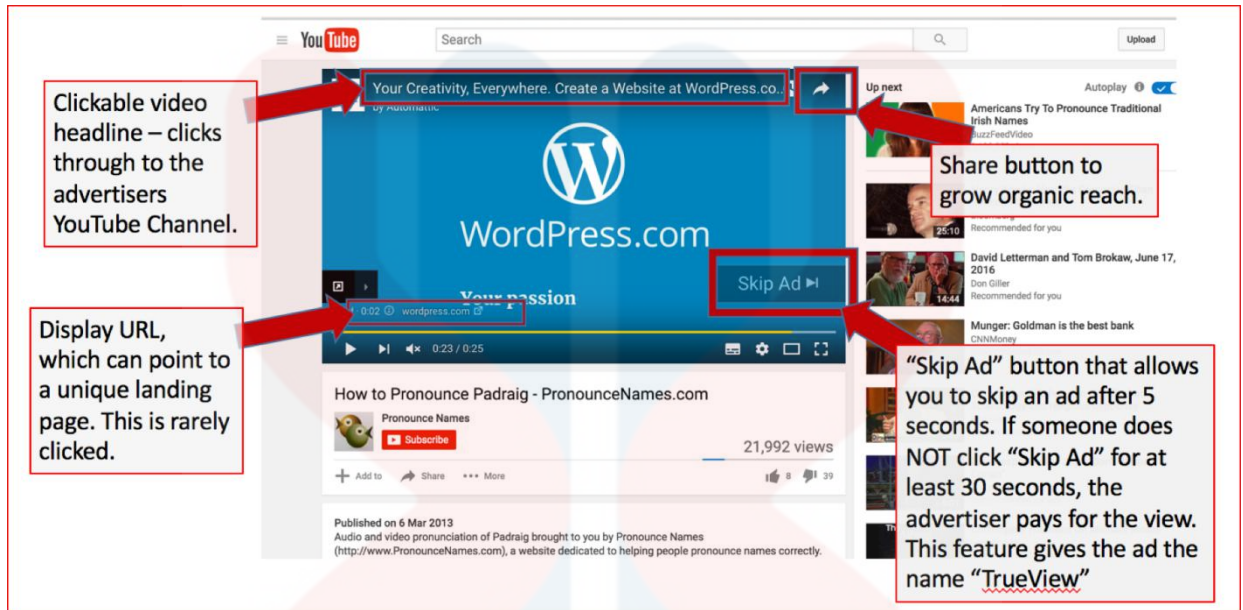 YouTube
Search
Upload
Your Creativity, Everywhere. Create a Website at WordPress.co...
by Automattic
Up next
Autoplay
Americans Try To Pronounce Traditional
Irish Names
BuzzFeedVideo
Clickable video
headline – clicks
through to the
advertisers
YouTube Channel.
Share button to
grow organic reach.
W
WordPress.com
25:10
Recommended for you
Skip Ad
Your passion
0:02
wordpress.com
David Letterman and Tom Brokaw, June 17,
2016
Don Giller
14:44
Recommended for you
0:23 / 0:25
Munger: Goldman is the best bank
CNNMoney
Display URL,
which can point to
a unique landing
page. This is rarely
clicked.
"Skip Ad" button that allows
you to skip an ad after 5
seconds. If someone does
NOT click "Skip Ad" for at
least 30 seconds, the
advertiser pays for the view.
This feature gives the ad the
name "TrueView"
How to Pronounce Padraig - PronounceNames.com
Pronounce Names
Subscribe
21,992 views
Add to
Share
More
8
39
Published on 6 Mar 2013
Audio and video pronunciation of Padraig brought to you by Pronounce Names
(http://www.PronounceNames.com), a website dedicated to helping people pronounce names correctly.